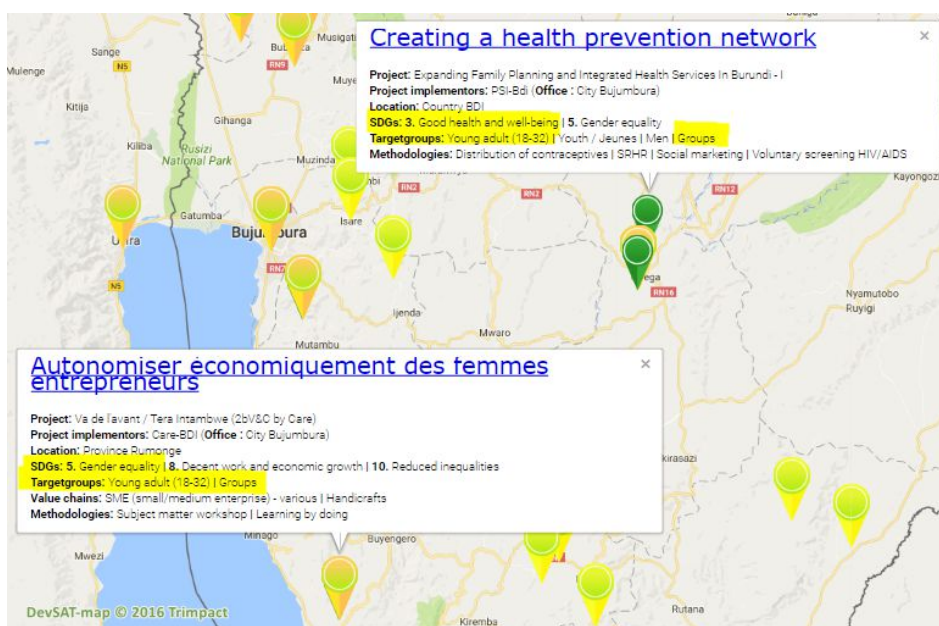 Creating a health prevention network
×
Project: Expanding Family Planning and Integrated Health Services In Burundi - I
Project implementors: PSI-Bdi (Office : City Bujumbura)
Location: Country BDI
SDGs: 3. Good health and well-being | 5. Gender equality
Targetgroups: Young adult (18-32) | Youth / Jeunes | Men | Groups
Methodologies: Distribution of contraceptives | SRHR | Social marketing | Voluntary screening HIV/AIDS
Sange
N5
RN9
Mulenge
Kitija
Gihanga
Kiliba
Rusizi
National Park
Muzinda
RN2
RN2
RN12
Kayongoz
Gatumba
Isare
N5
Ijenda
RN16
Nyamutobo
Ruyigi
Mutambu
Mwaro
Autonomiser économiquement des femmes
entrepreneurs
×
Project: Va de l'avant / Tera Intambwe (2bV&C by Care)
Project implementors: Care-BDI (Office : City Bujumbura)
Location: Province Rumonge
SDGs: 5. Gender equality | 8. Decent work and economic growth | 10. Reduced inequalities
Targetgroups: Young adult (18-32) | Groups
Value chains: SME (small/medium enterprise) - various | Handicrafts
Methodologies: Subject matter workshop | Learning by doing
kirasazi
Minago
Buyengero
Mwezi
DevSAT-map © 2016 Trimpact
Kiremba
Rutana